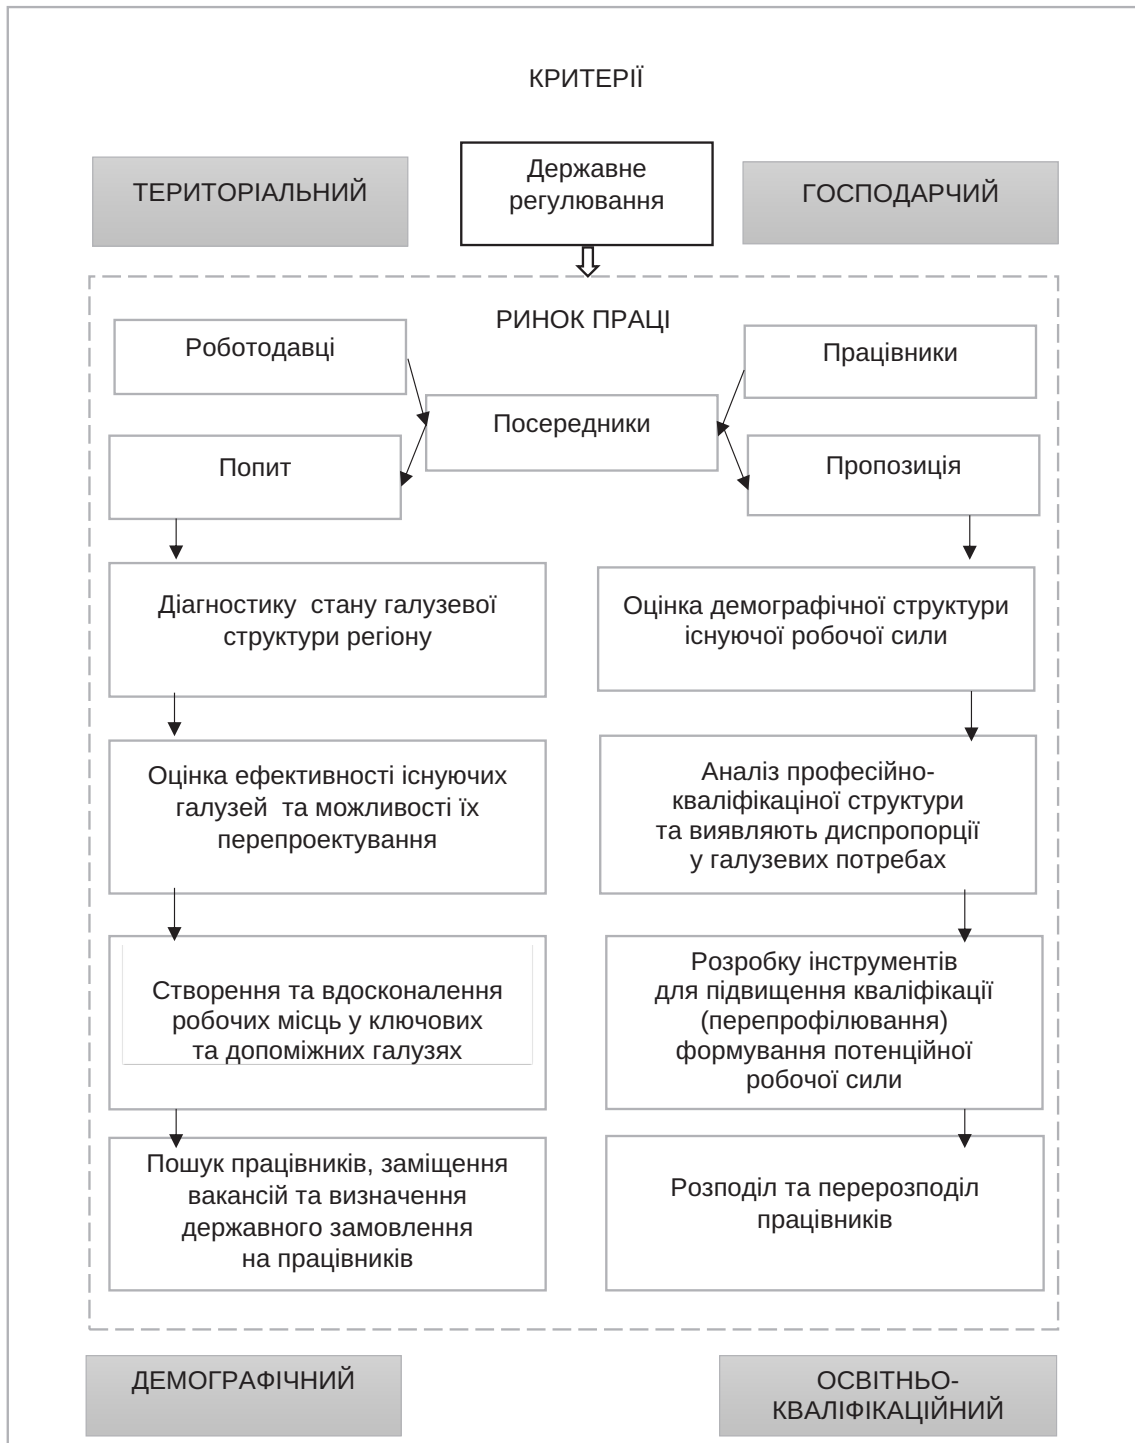 КРИТЕРІЇ
ТЕРИТОРІАЛЬНИЙ
Державне
регулювання
ГОСПОДАРЧИЙ
РИНОК ПРАЦІ
Роботодавці
Працівники
Посередники
Попит
Пропозиція
Діагностику стану галузевої
структури регіону
Оцінка демографічної структури
існуючої робочої сили
Оцінка ефективності існуючих
галузей та можливості їх
перепроектування
Аналіз професійно-
кваліфікаціної структури
та виявляють диспропорції
у галузевих потребах
Створення та вдосконалення
робочих місць у ключових
та допоміжних галузях
Розробку інструментів
для підвищення кваліфікації
(перепрофілювання)
формування потенційної
робочої сили
Пошук працівників, заміщення
вакансій та визначення
державного замовлення
на працівників
Розподіл та перерозподіл
працівників
ДЕМОГРАФІЧНИЙ
ОСВІТНЬО-
КВАЛІФІКАЦІЙНИЙ